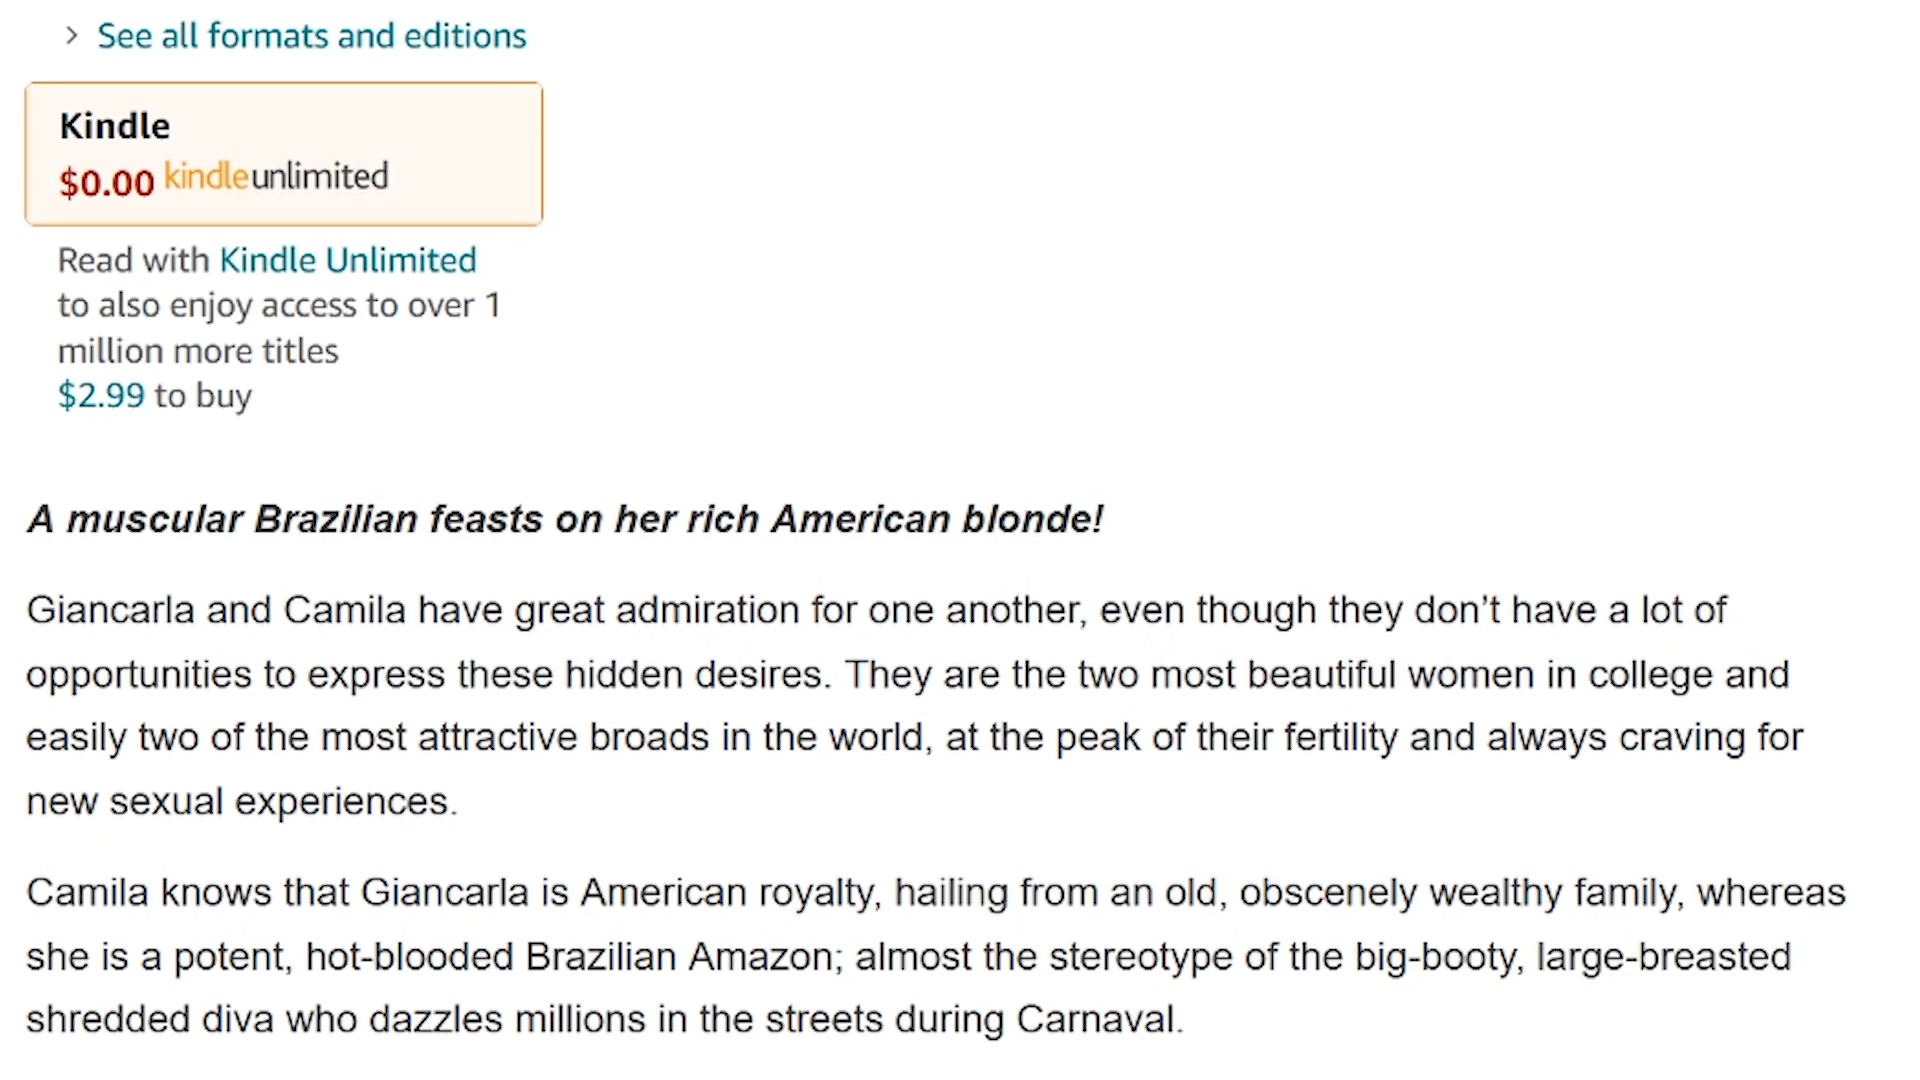 See all formats and editions
Kindle
$0.00 kindleunlimited
Read with Kindle Unlimited
to also enjoy access to over 1
million more titles
$2.99 to buy
A muscular Brazilian feasts on her rich American blonde!
Giancarla and Camila have great admiration for one another, even though they don’t have a lot of
opportunities to express these hidden desires. They are the two most beautiful women in college and
easily two of the most attractive broads in the world, at the peak of their fertility and always craving for
new sexual experiences.
Camila knows that Giancarla is American royalty, hailing from an old, obscenely wealthy family, whereas
she is a potent, hot-blooded Brazilian Amazon; almost the stereotype of the big-booty, large-breasted
shredded diva who dazzles millions in the streets during Carnaval.